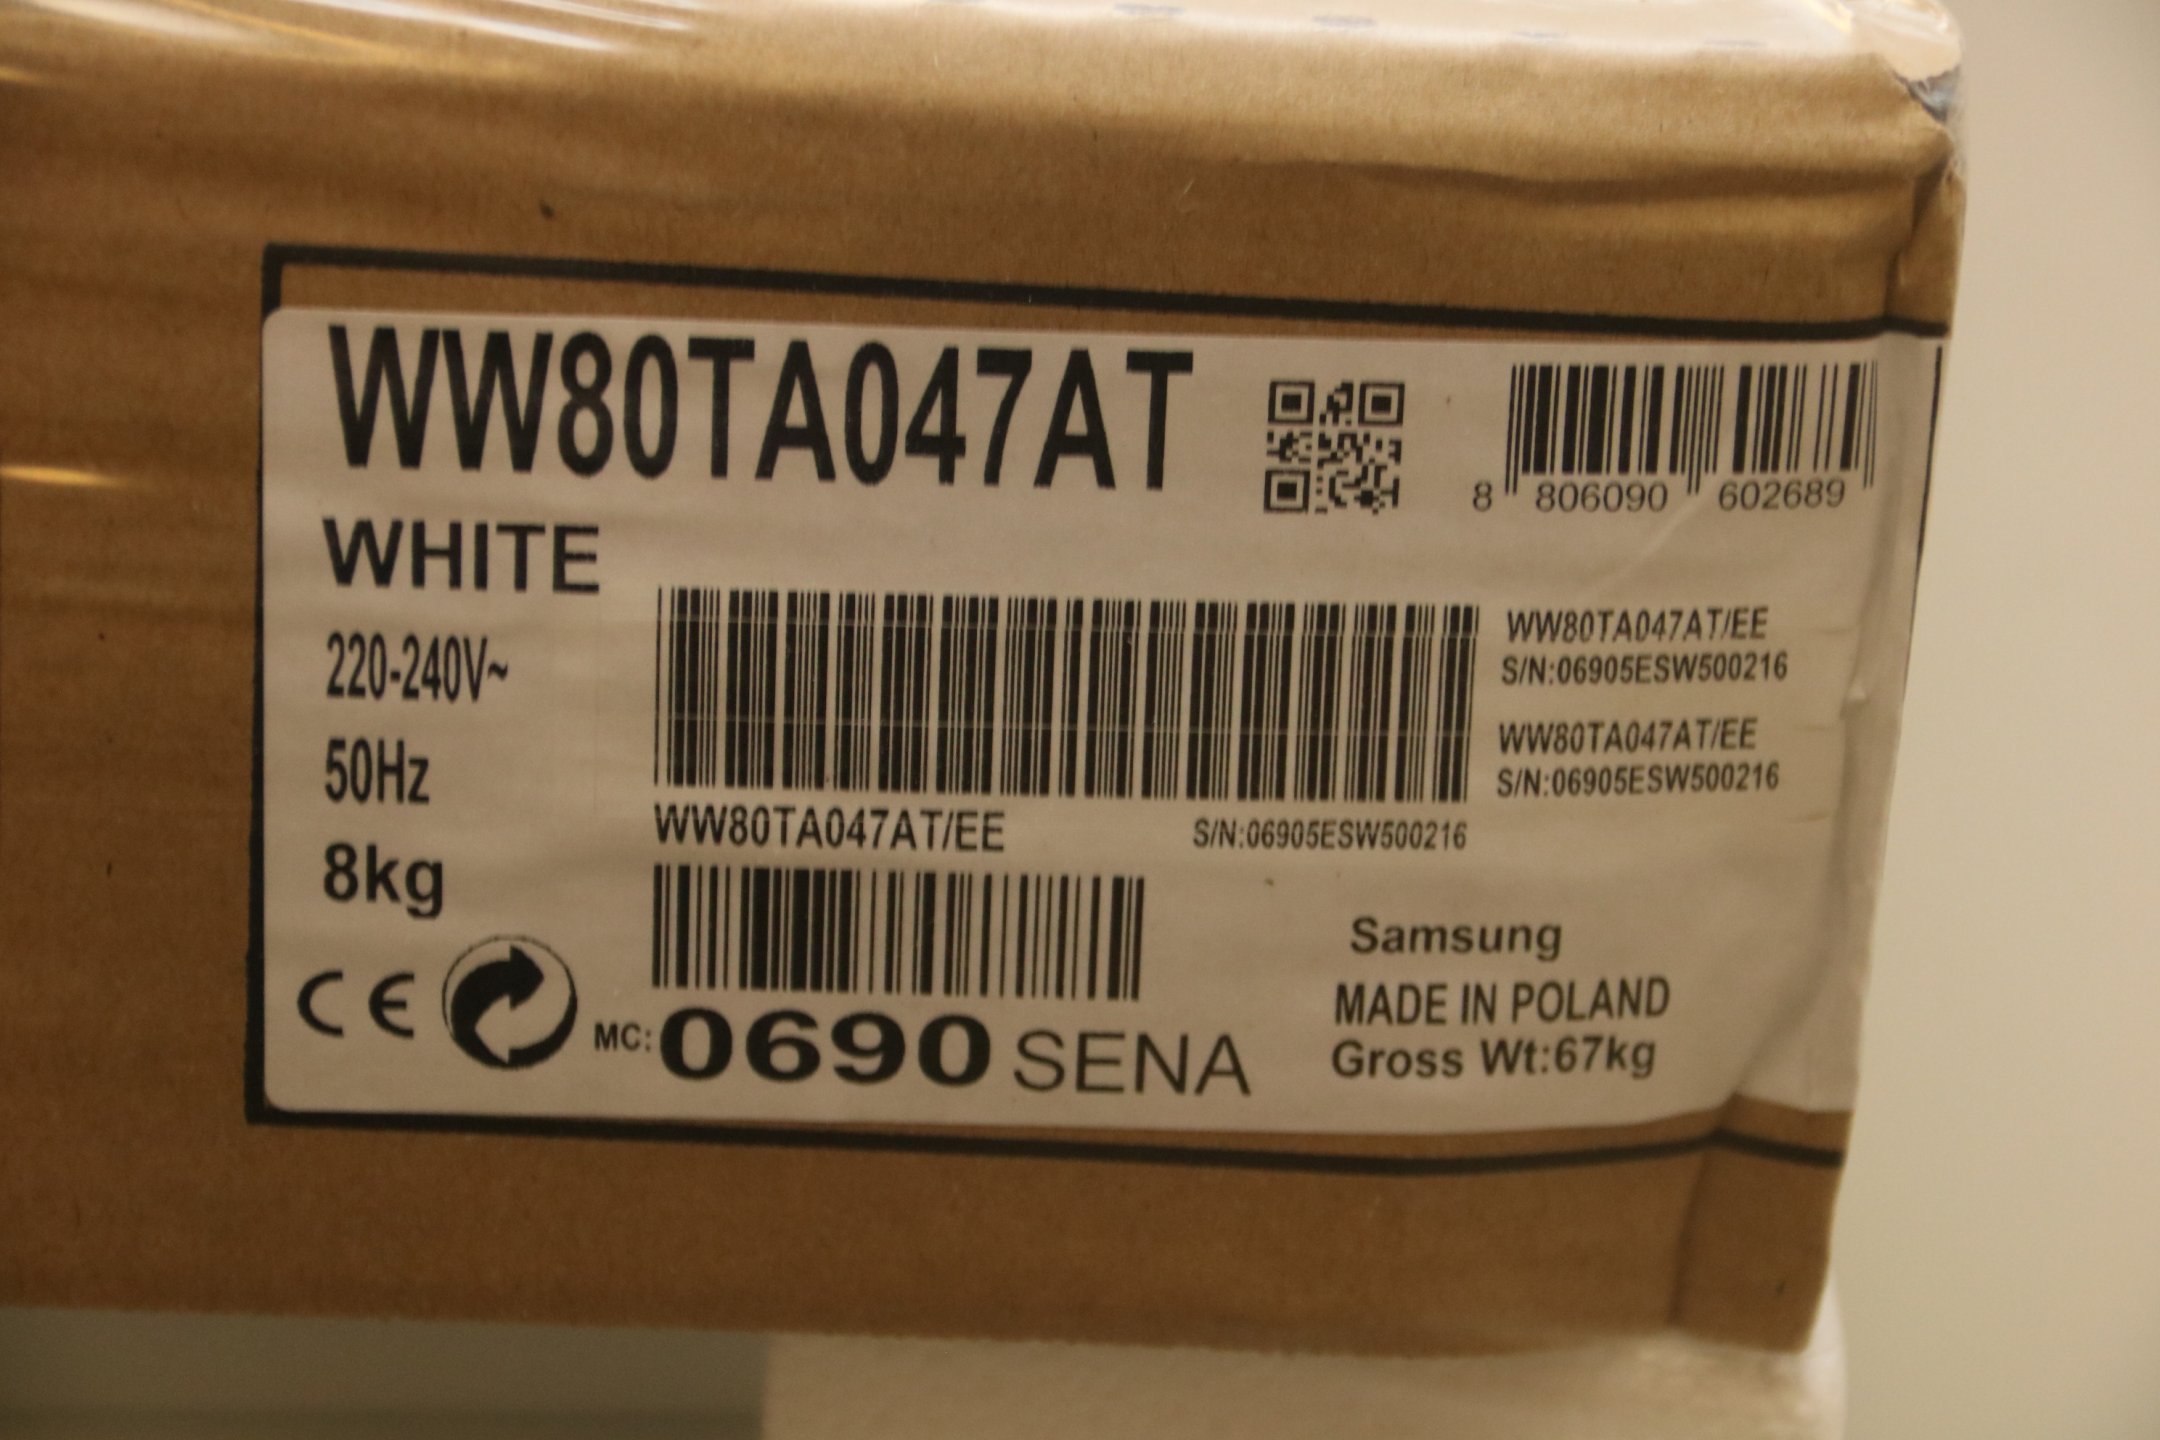 WW80TA047AT
8 806090 602689
WHITE
220-240V~
50Hz
8kg
WW80TA047AT/EE
S/N:06905ESW500216
WW80TA047AT/EE
S/N:06905ESW500216
WW80TA047AT/EE S/N:06905ESW500216
CE
MC:0690 SENA
Samsung
MADE IN POLAND
Gross Wt:67kg